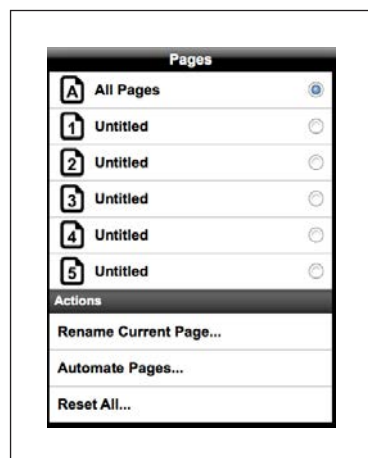 Pages
A All Pages
1 Untitled
2 Untitled
3 Untitled
4 Untitled
5 Untitled
Actions
Rename Current Page...
Automate Pages...
Reset All...